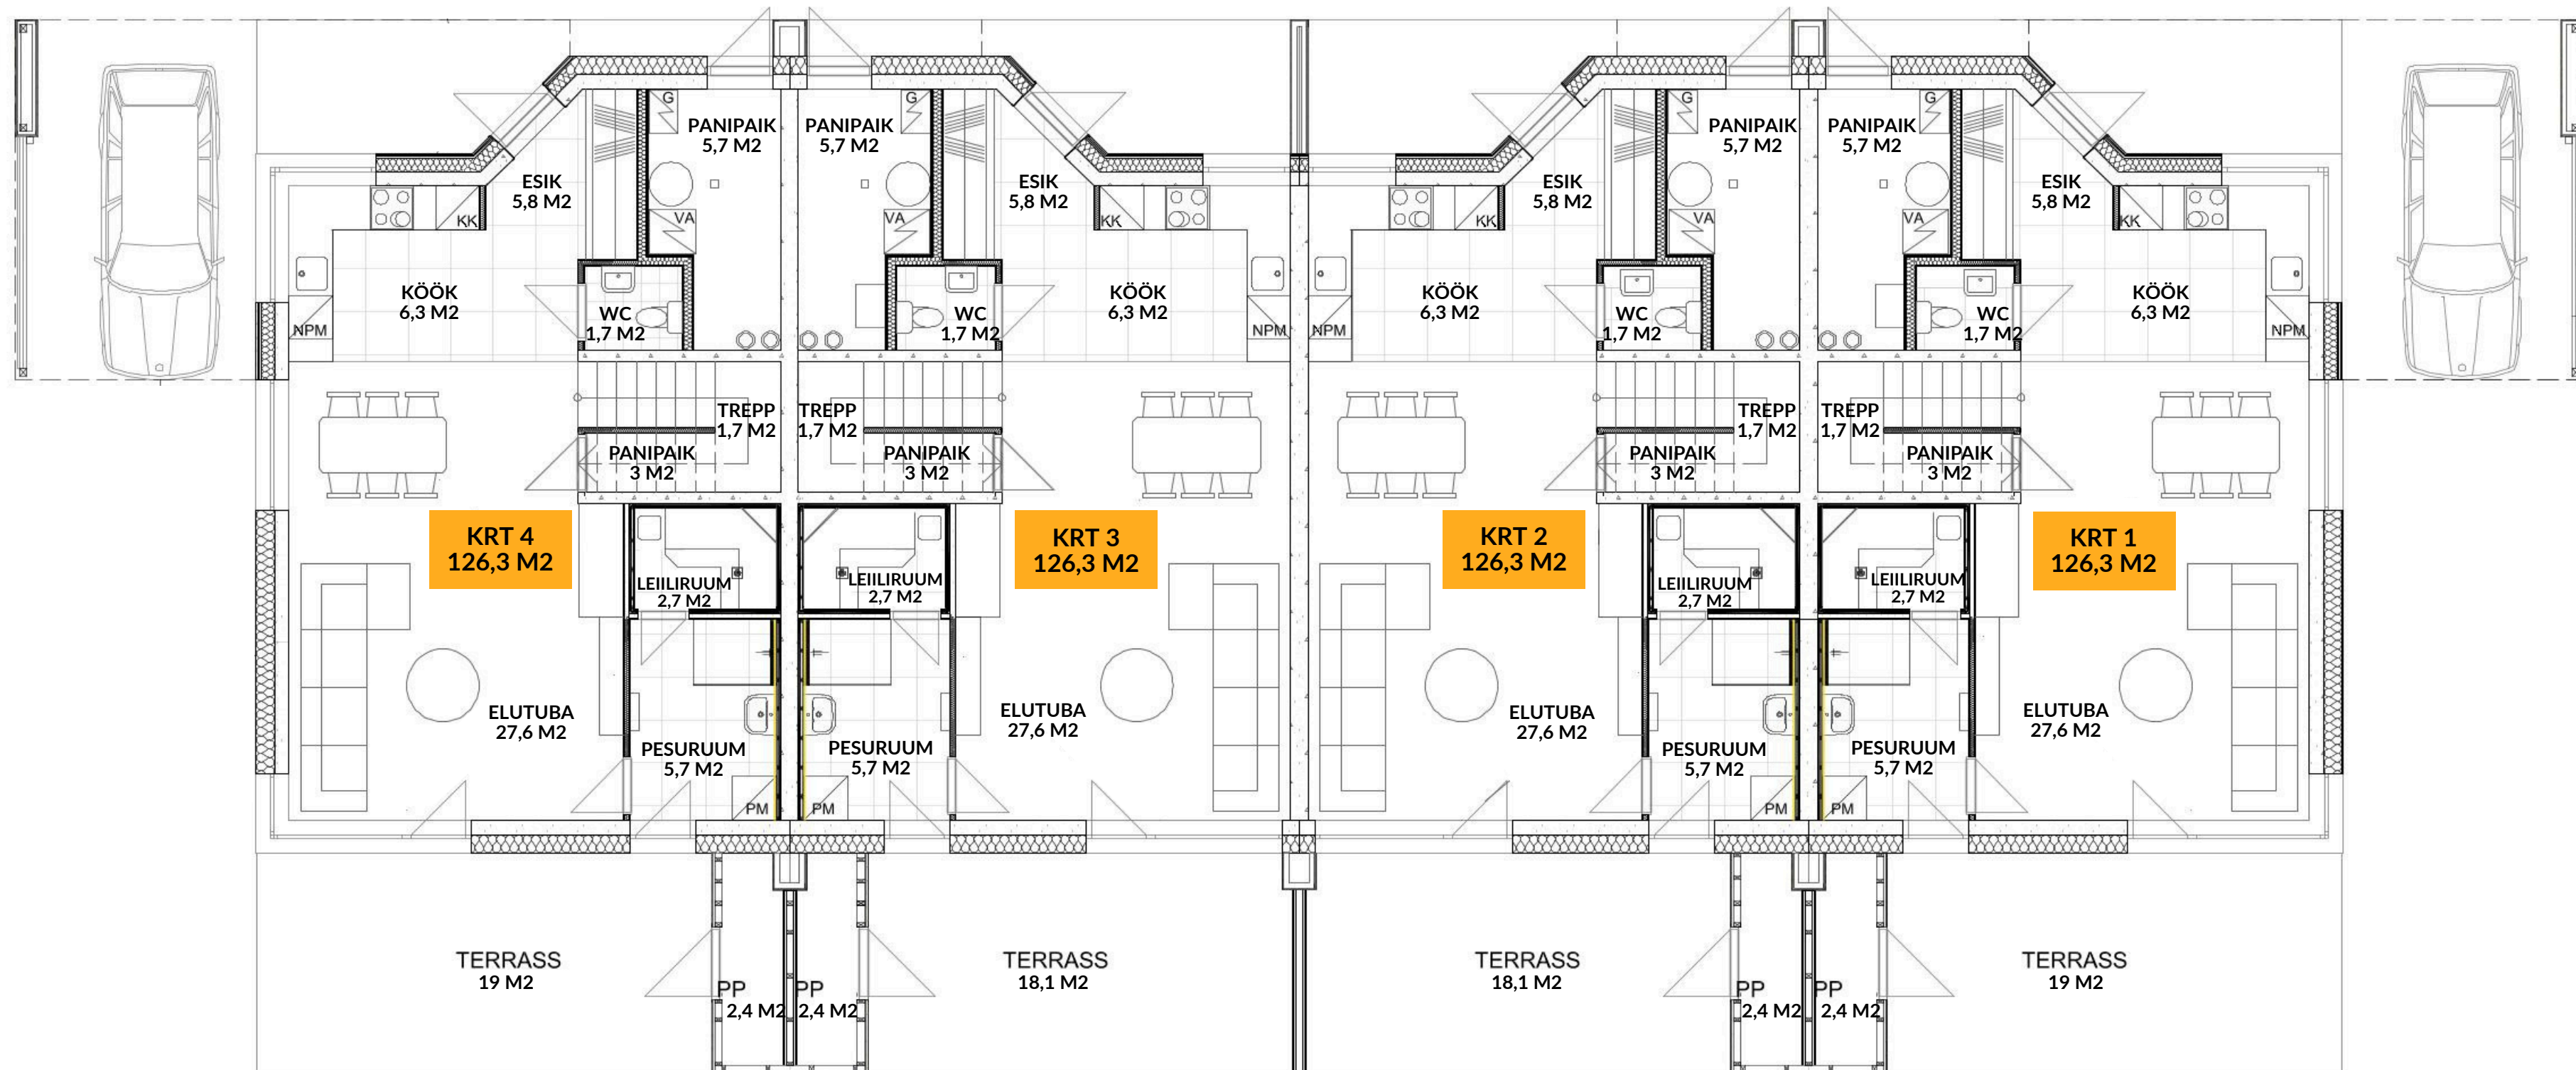 G
PANIPAIK
5,7 M2
PANIPAIK
5,7 M2
G
ESIK
5,8 M2
ESIK
5,8 M2
KK
VA
VA
KK
KÖÖK
6,3 M2
WC
1,7 M2
WC
1,7 M2
KÖÖK
6,3 M2
NPM
NPM
G
PANIPAIK
5,7 M2
PANIPAIK
5,7 M2
G
ESIK
5,8 M2
ESIK
5,8 M2
KK
VA
VA
KK
KÖÖK
6,3 M2
WC
1,7 M2
WC
1,7 M2
KÖÖK
6,3 M2
NPM
NPM
TREPP
1,7 M2
TREPP
1,7 M2
PANIPAIK
3 M2
PANIPAIK
3 M2
TREPP
1,7 M2
TREPP
1,7 M2
PANIPAIK
3 M2
PANIPAIK
3 M2
KRT 4
126,3 M2
KRT 3
126,3 M2
KRT 2
126,3 M2
KRT 1
126,3 M2
LEIILIRUUM
2,7 M2
LEIILIRUUM
2,7 M2
LEIILIRUUM
2,7 M2
LEIILIRUUM
2,7 M2
ELUTUBA
27,6 M2
PESURUUM
5,7 M2
PESURUUM
5,7 M2
ELUTUBA
27,6 M2
ELUTUBA
27,6 M2
PESURUUM
5,7 M2
PESURUUM
5,7 M2
ELUTUBA
27,6 M2
PM
PM
PM
PM
TERRASS
19 M2
PP
2,4 M2
PP
2,4 M2
TERRASS
18,1 M2
TERRASS
18,1 M2
PP
2,4 M2
PP
2,4 M2
TERRASS
19 M2